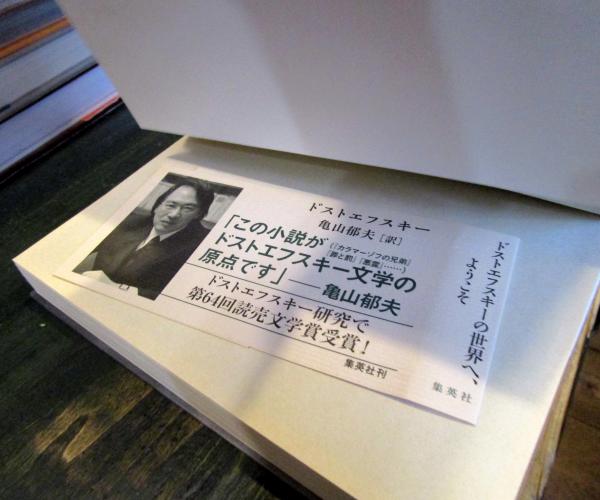 ドストエフスキー
亀山郁夫［訳］
「この小説が
（『カラマーゾフの兄弟』
『罪と罰』『悪霊』……）
ドストエフスキー文学の
原点です」――亀山郁夫
ドストエフスキー研究で
第64回読売文学賞受賞！
集英社刊
ドストエフスキーの世界へ、
ようこそ
集英社